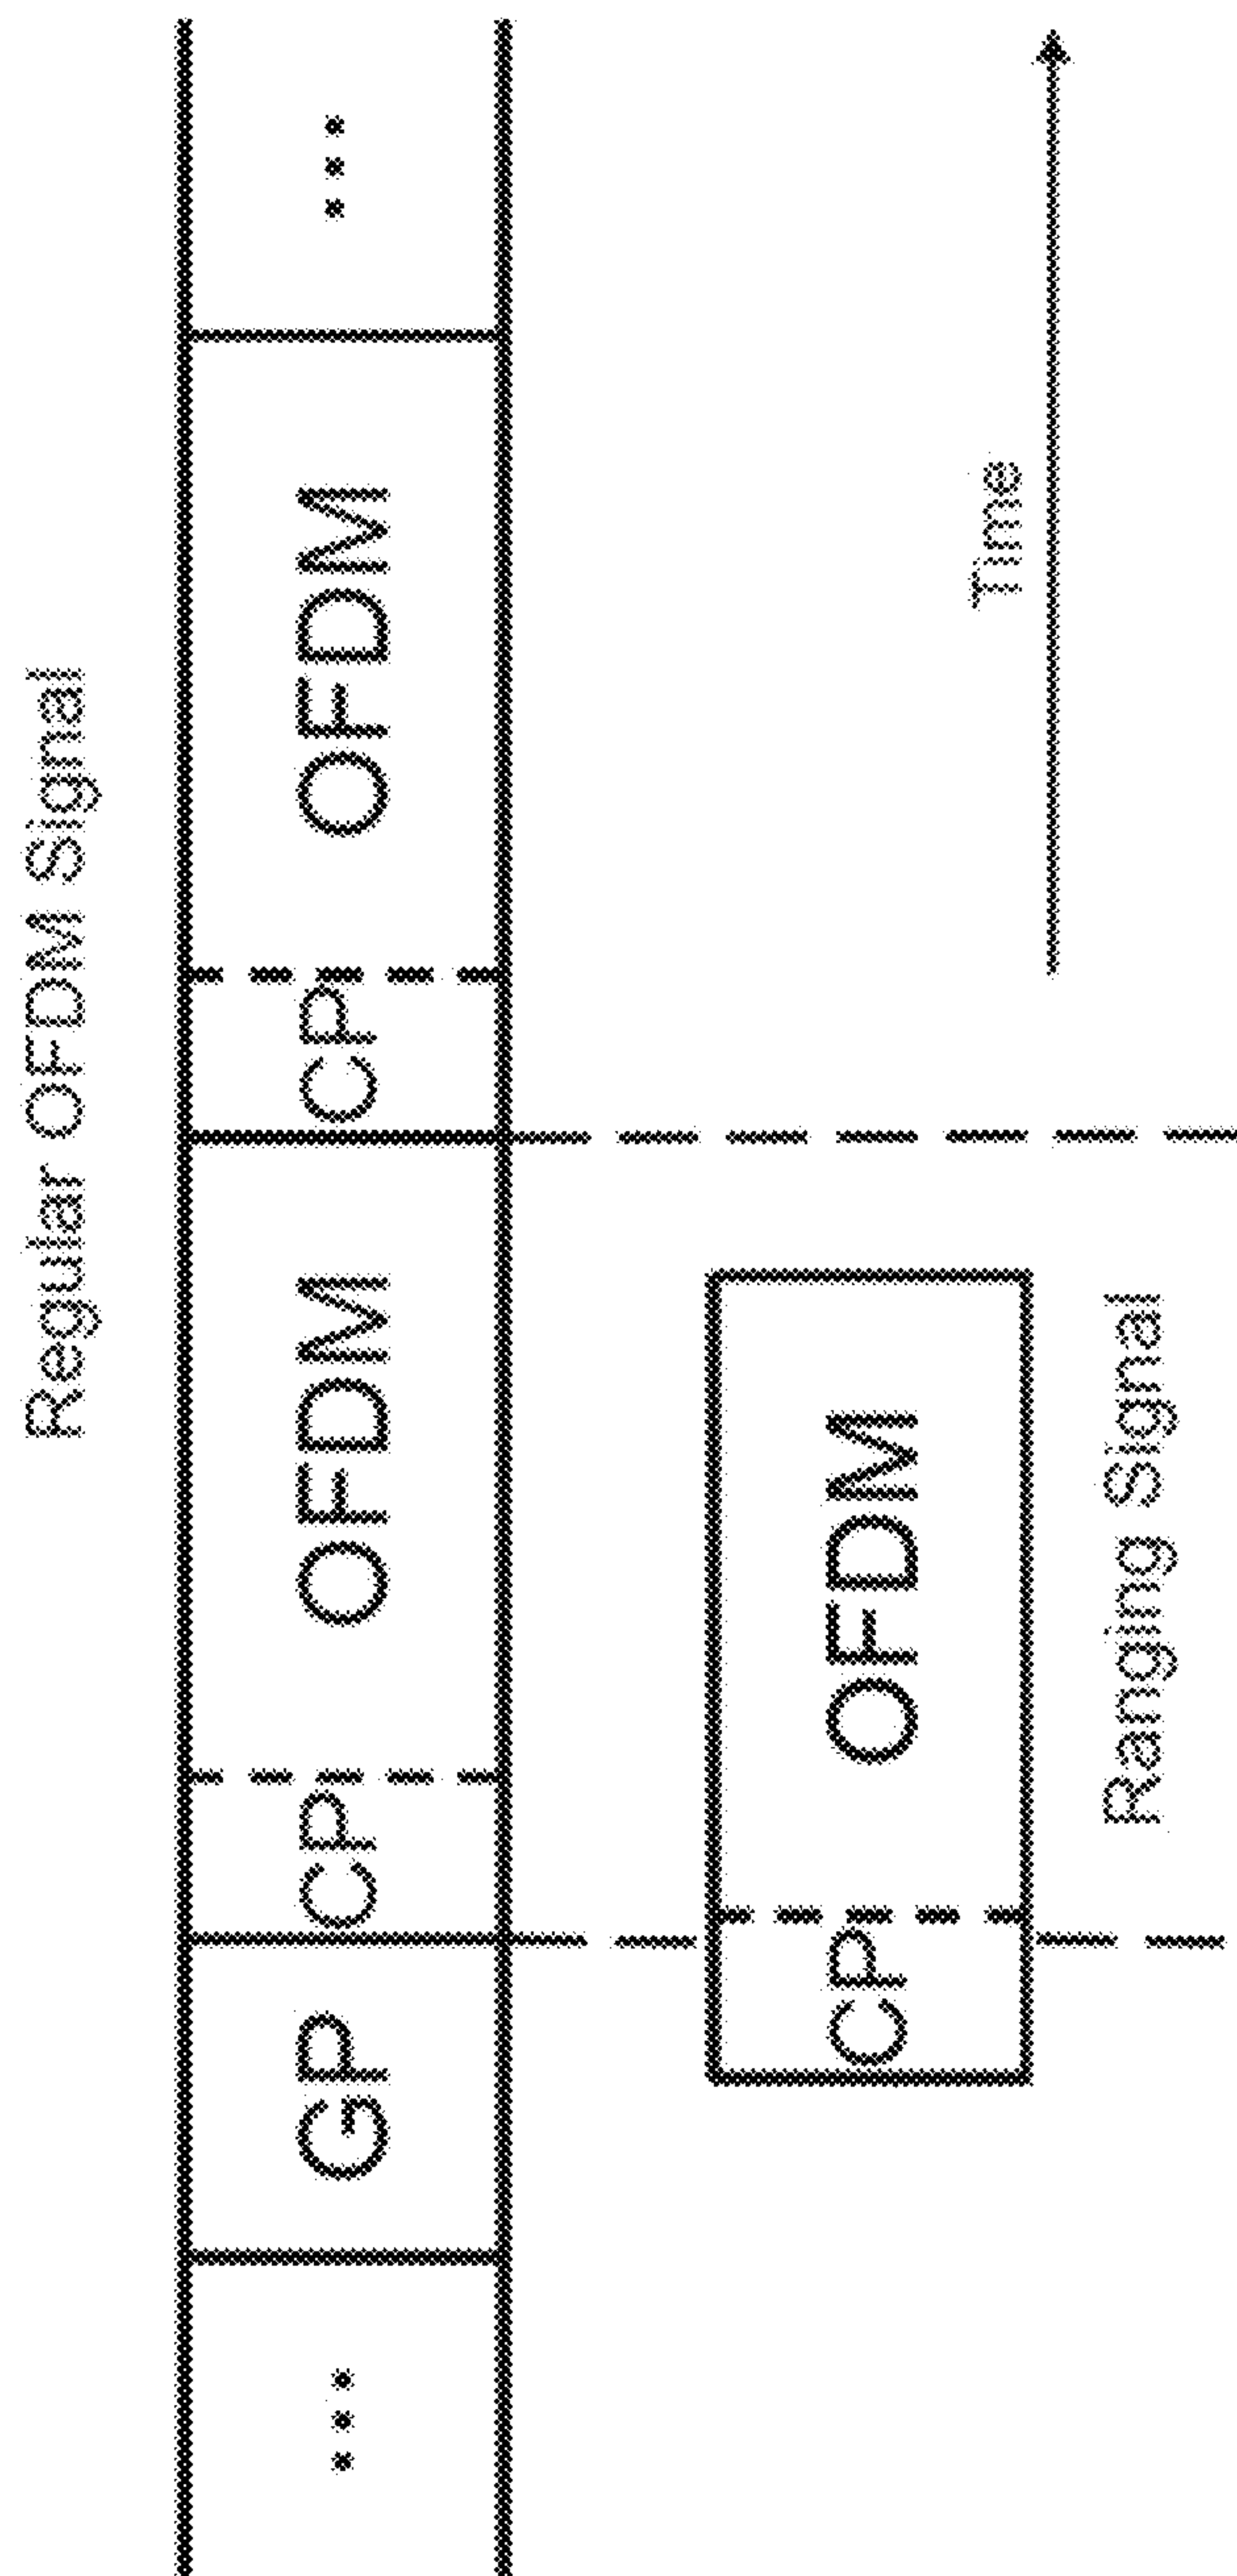 Regular OFDM Signal
... GP CP OFDM CP OFDM ...
Time
CP OFDM
Ranging Signal